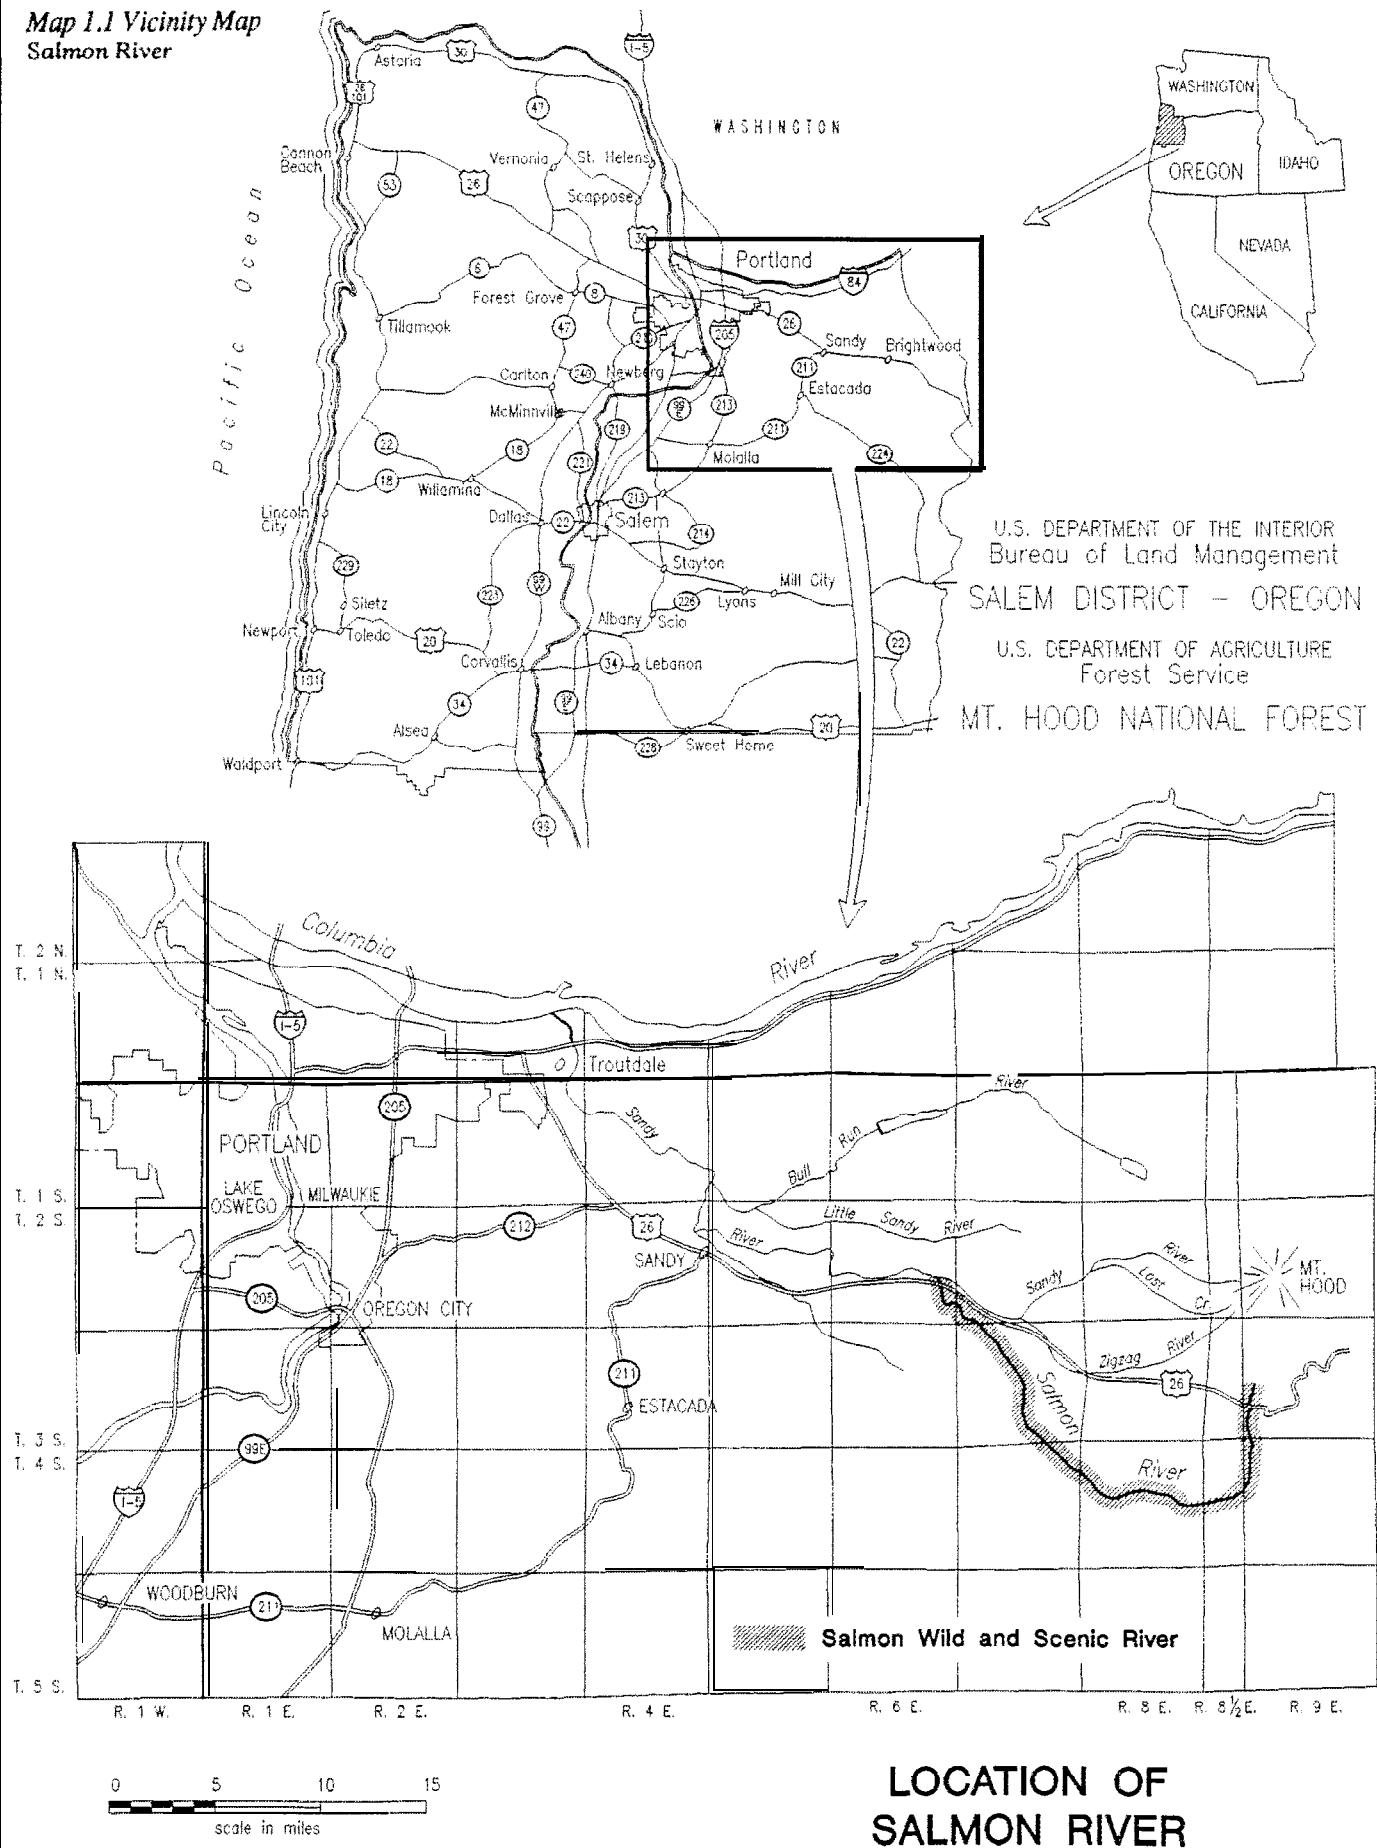 Map 1.1 Vicinity Map
Salmon River
Astoria
30
I-5
WASHINGTON
26
101
47
WASHINGTON
OREGON
IDAHO
NEVADA
CALIFORNIA
Cannon
Beach
53
26
Vernonia
St. Helens
Scappose
30
Pacific Ocean
Portland
84
6
Forest Grove
8
Tillamook
47
26
205
Sandy
Brightwood
Carlton
240
Newberg
211
Estacada
McMinnville
99
E
213
219
211
22
18
221
Molalla
224
18
Willamina
Lincoln
City
Dallas
22
213
Salem
214
U.S. DEPARTMENT OF THE INTERIOR
Bureau of Land Management
SALEM DISTRICT – OREGON
U.S. DEPARTMENT OF AGRICULTURE
Forest Service
MT. HOOD NATIONAL FOREST
229
Stayton
Mill City
Siletz
223
99
W
226
Lyons
Albany
Scio
Newport
Toledo
20
22
Corvallis
34
Lebanon
101
34
99
E
Alsea
20
228
Sweet Home
Waldport
99
Columbia
River
T. 2 N.
T. 1 N.
I-5
Troutdale
River
205
Sandy
Run
PORTLAND
Bull
LAKE
OSWEGO
MILWAUKIE
T. 1 S.
T. 2 S.
212
26
Little Sandy River
River
SANDY
River
MT.
HOOD
Sandy
Lost
Cr.
205
OREGON CITY
Zigzag River
211
26
Salmon
ESTACADA
T. 3 S.
T. 4 S.
99E
River
I-5
WOODBURN
211
MOLALLA
Salmon Wild and Scenic River
T. 5 S.
R. 1 W. R. 1 E. R. 2 E. R. 4 E. R. 6 E. R. 8 E. R. 8½E. R. 9 E.
0 5 10 15
scale in miles
LOCATION OF
SALMON RIVER